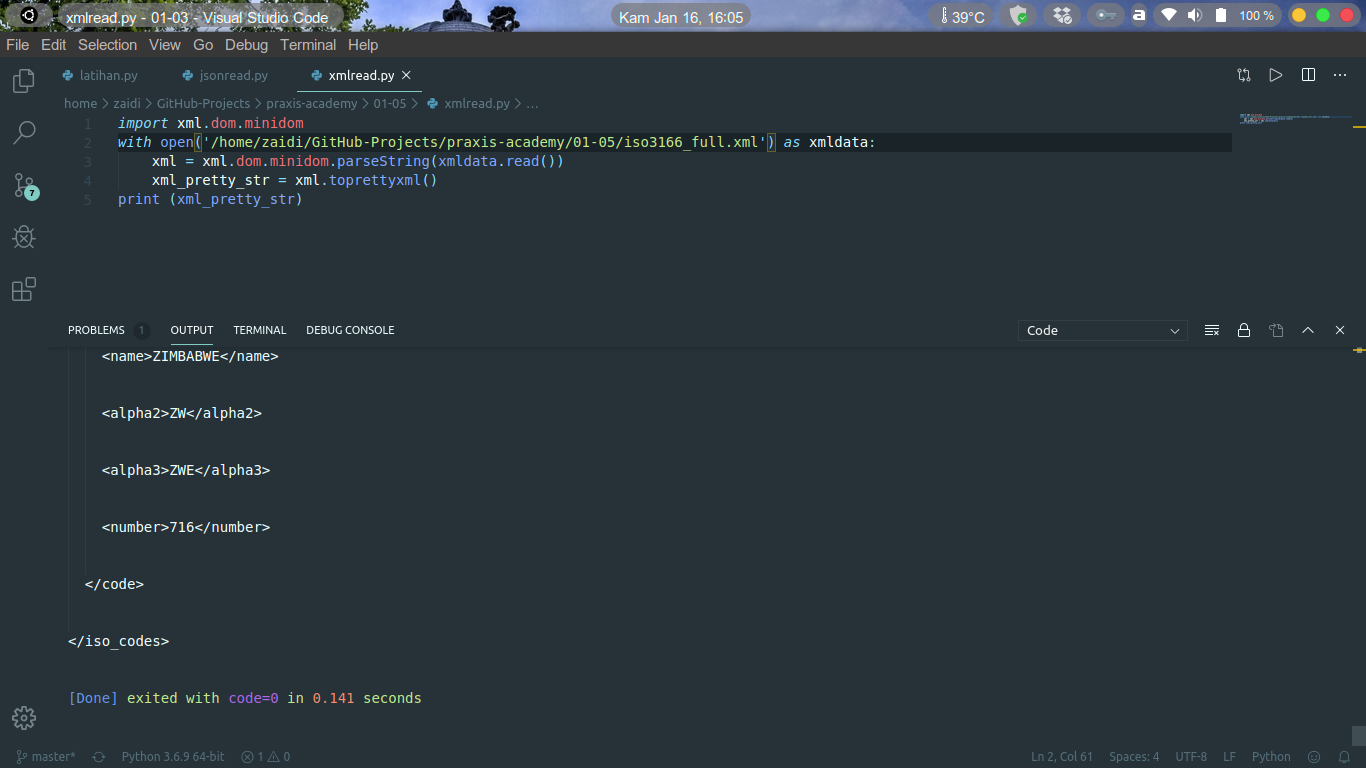 xmlread.py - 01-03 - Visual Studio Code
Kam Jan 16, 16:05
39°C
a
100 %
File Edit Selection View Go Debug Terminal Help
latihan.py jsonread.py xmlread.py
home > zaidi > GitHub-Projects > praxis-academy > 01-05 > xmlread.py > ...
1 import xml.dom.minidom
2 with open('/home/zaidi/GitHub-Projects/praxis-academy/01-05/iso3166_full.xml') as xmldata:
3 xml = xml.dom.minidom.parseString(xmldata.read())
4 xml_pretty_str = xml.toprettyxml()
5 print (xml_pretty_str)
7
PROBLEMS 1 OUTPUT TERMINAL DEBUG CONSOLE Code
<name>ZIMBABWE</name>
<alpha2>ZW</alpha2>
<alpha3>ZWE</alpha3>
<number>716</number>
</code>
</iso_codes>
[Done] exited with code=0 in 0.141 seconds
master* Python 3.6.9 64-bit 1 0 Ln 2, Col 61 Spaces: 4 UTF-8 LF Python